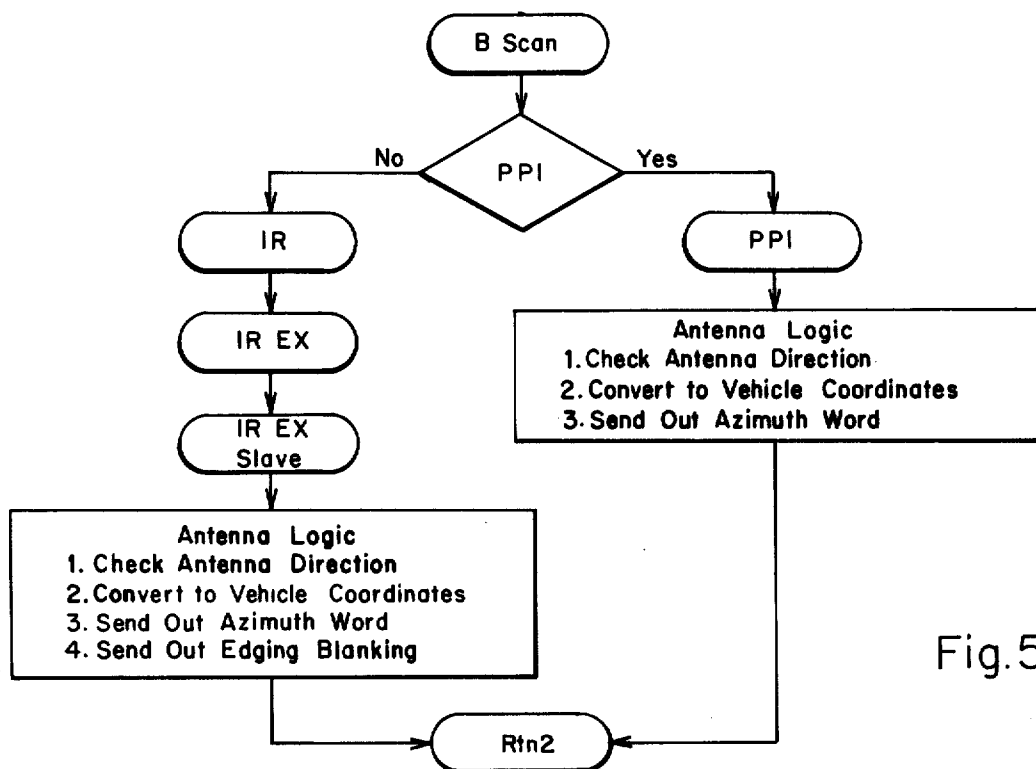 B Scan
PPI
No
Yes
IR
PPI
IR EX
IR EX
Slave
Antenna Logic
1. Check Antenna Direction
2. Convert to Vehicle Coordinates
3. Send Out Azimuth Word
Antenna Logic
1. Check Antenna Direction
2. Convert to Vehicle Coordinates
3. Send Out Azimuth Word
4. Send Out Edging Blanking
Rtn2
Fig. 5